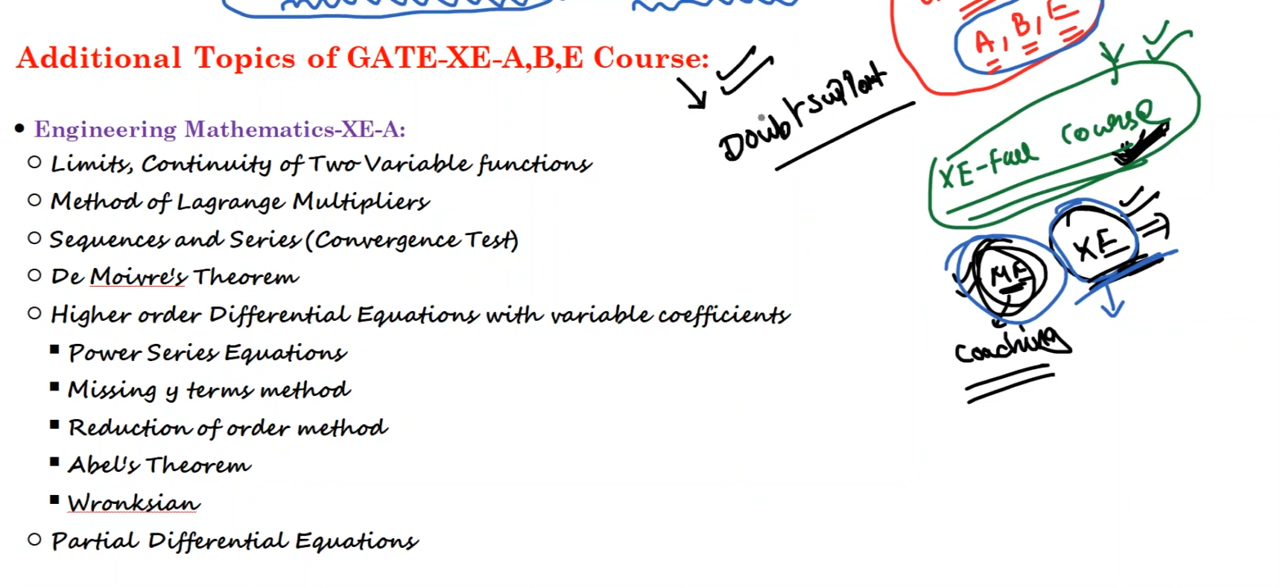 A, B, E
Additional Topics of GATE-XE-A,B,E Course:
Doubt support
XE-Full Course
• Engineering Mathematics-XE-A:
○ Limits, Continuity of Two Variable functions
○ Method of Lagrange Multipliers
○ Sequences and Series (Convergence Test)
○ De Moivre's Theorem
○ Higher order Differential Equations with variable coefficients
▪ Power Series Equations
▪ Missing y terms method
▪ Reduction of order method
▪ Abel's Theorem
▪ Wronksian
○ Partial Differential Equations
ME
XE
Coaching